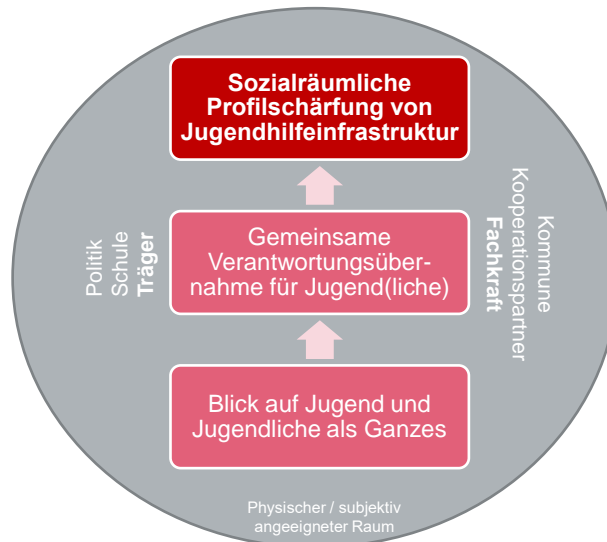 Sozialräumliche
Profilschärfung von
Jugendhilfeinfrastruktur
Politik
Schule
Träger
Gemeinsame
Verantwortungsüber-
nahme für Jugend(liche)
Kommune
Kooperationspartner
Fachkraft
Blick auf Jugend und
Jugendliche als Ganzes
Physischer / subjektiv
angeeigneter Raum